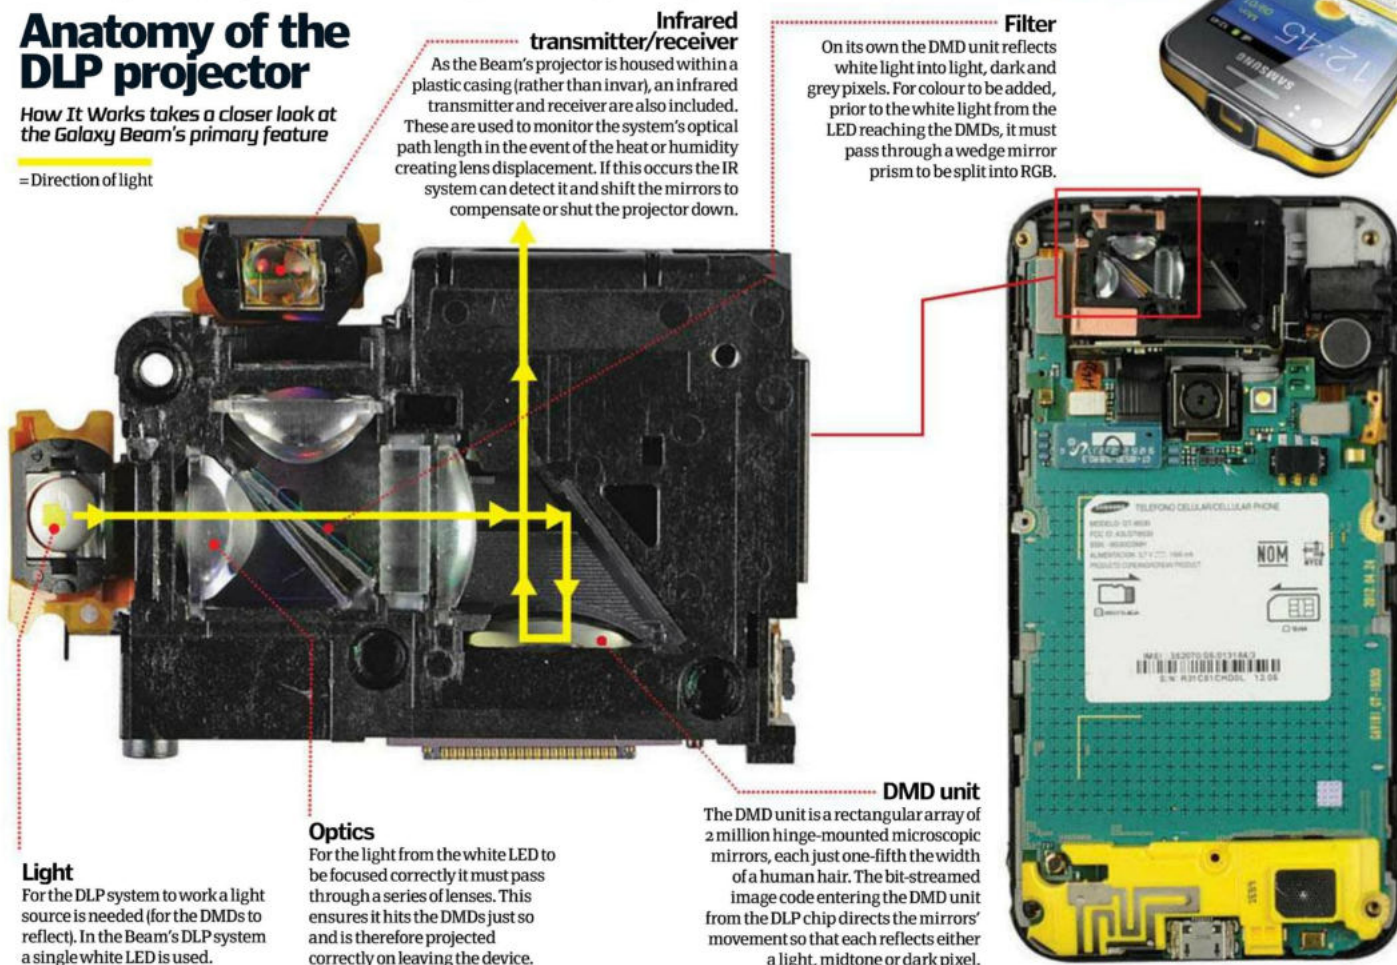 Anatomy of the
DLP projector
How It Works takes a closer look at
the Galaxy Beam's primary feature
= Direction of light
Infrared
transmitter/receiver
As the Beam's projector is housed within a
plastic casing (rather than invar), an infrared
transmitter and receiver are also included.
These are used to monitor the system's optical
path length in the event of the heat or humidity
creating lens displacement. If this occurs the IR
system can detect it and shift the mirrors to
compensate or shut the projector down.
Filter
On its own the DMD unit reflects
white light into light, dark and
grey pixels. For colour to be added,
prior to the white light from the
LED reaching the DMDs, it must
pass through a wedge mirror
prism to be split into RGB.
12:45
SAMSUNG
SAMSUNG
TELEFONO CELULAR/CELLULAR PHONE
NOM
NYCE
2012.04.24
Light
For the DLP system to work a light
source is needed (for the DMDs to
reflect). In the Beam's DLP system
a single white LED is used.
Optics
For the light from the white LED to
be focused correctly it must pass
through a series of lenses. This
ensures it hits the DMDs just so
and is therefore projected
correctly on leaving the device.
DMD unit
The DMD unit is a rectangular array of
2 million hinge-mounted microscopic
mirrors, each just one-fifth the width
of a human hair. The bit-streamed
image code entering the DMD unit
from the DLP chip directs the mirrors'
movement so that each reflects either
a light, midtone or dark pixel.